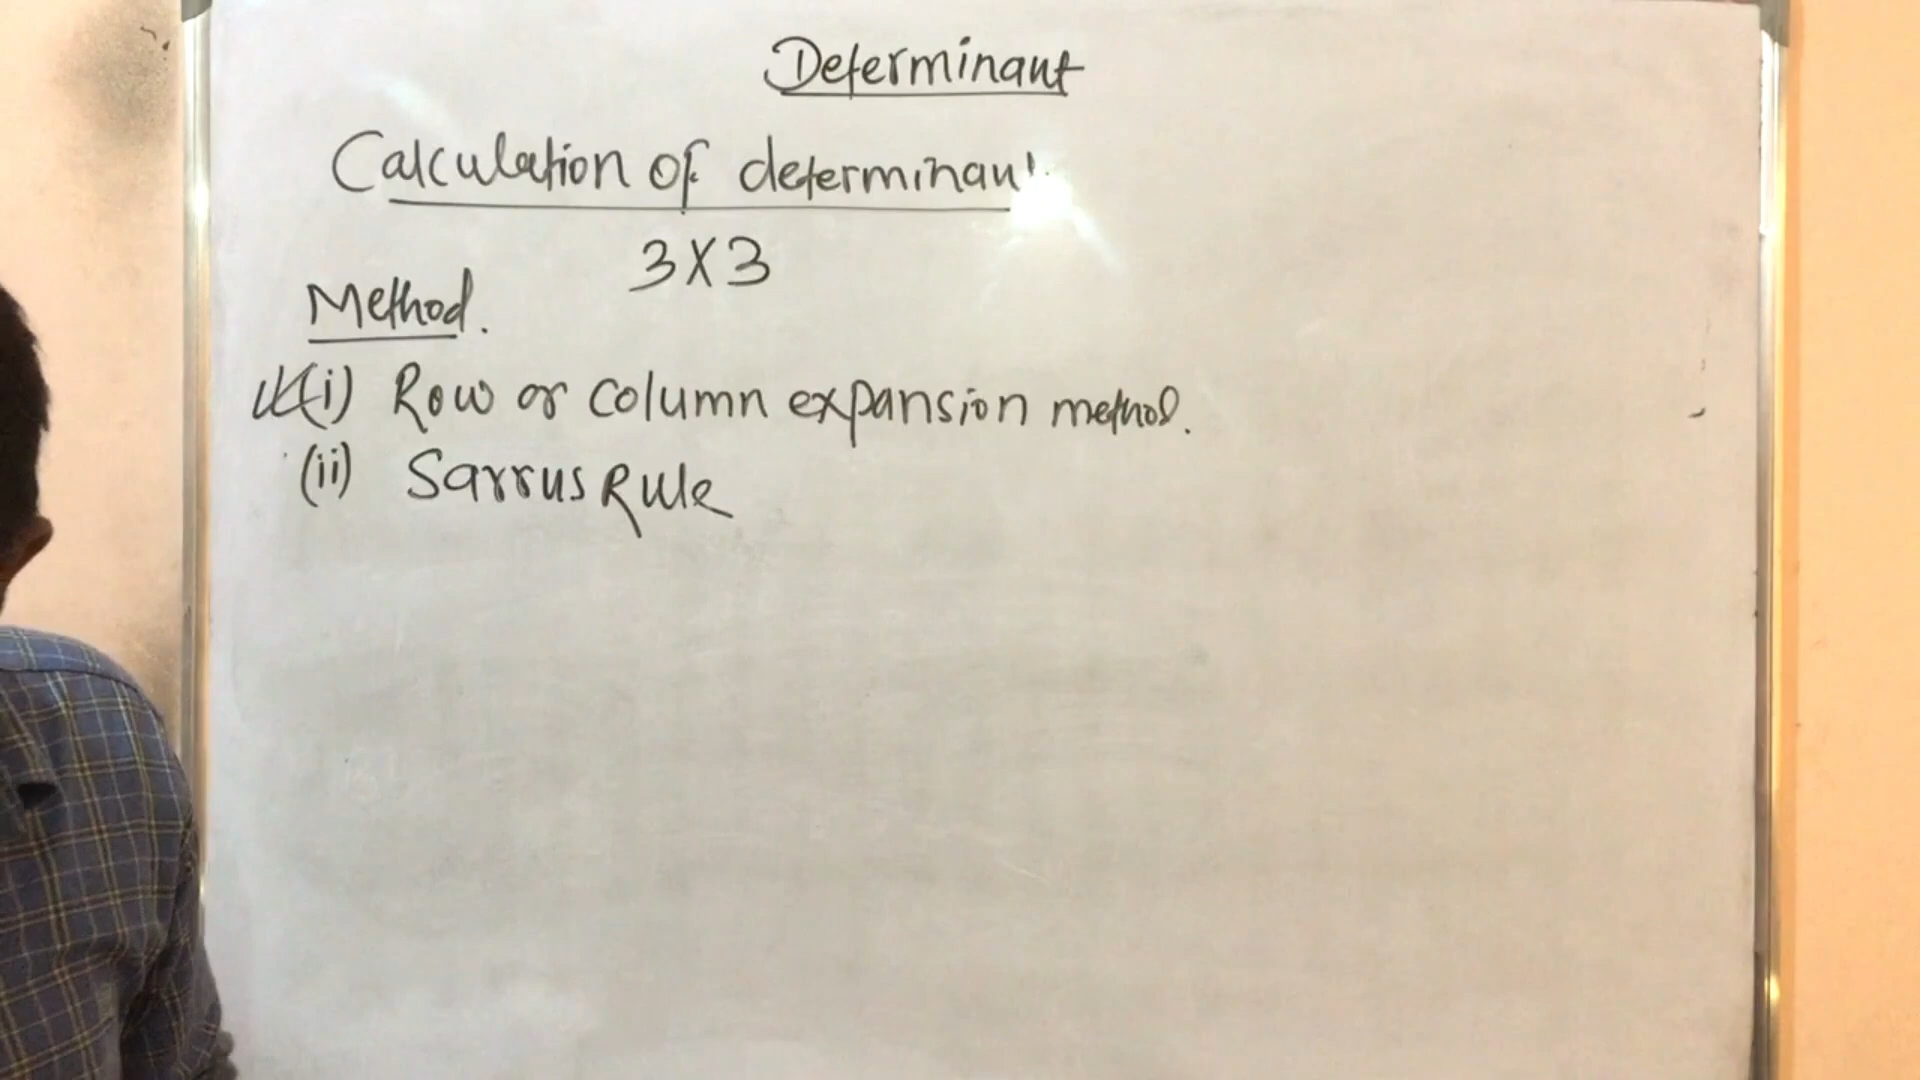 Determinant
Calculation of determinant
3X3
Method.
(i) Row or column expansion method.
(ii) Sarrus Rule